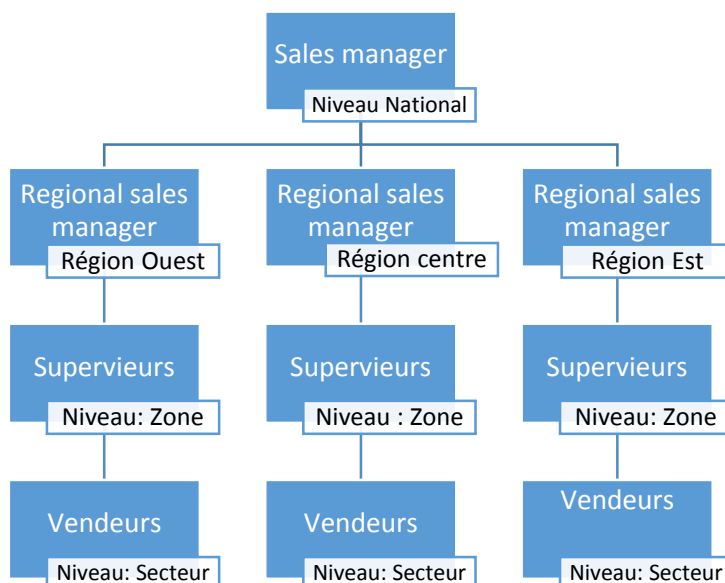 Sales manager
Niveau National
Regional sales
manager
Région Ouest
Regional sales
manager
Région centre
Regional sales
manager
Région Est
Supervieurs
Niveau: Zone
Supervieurs
Niveau : Zone
Supervieurs
Niveau: Zone
Vendeurs
Niveau: Secteur
Vendeurs
Niveau: Secteur
Vendeurs
Niveau: Secteur